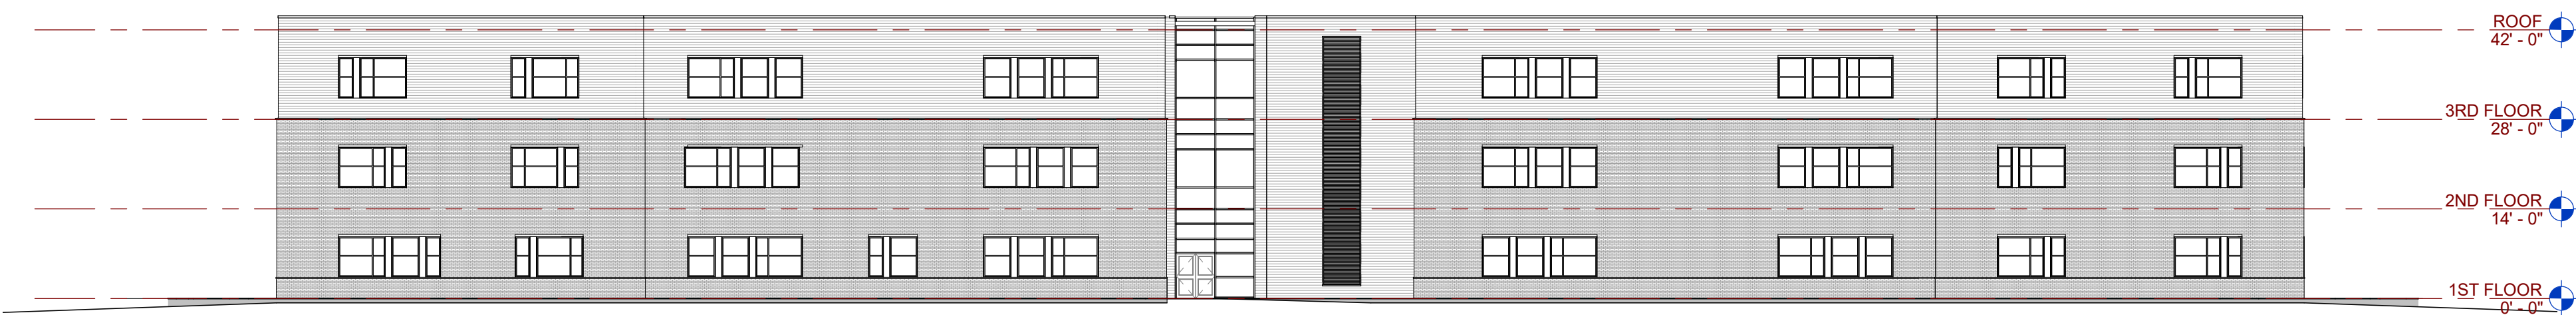 ROOF
42' - 0"
3RD FLOOR
28' - 0"
2ND FLOOR
14' - 0"
1ST FLOOR
0' - 0"